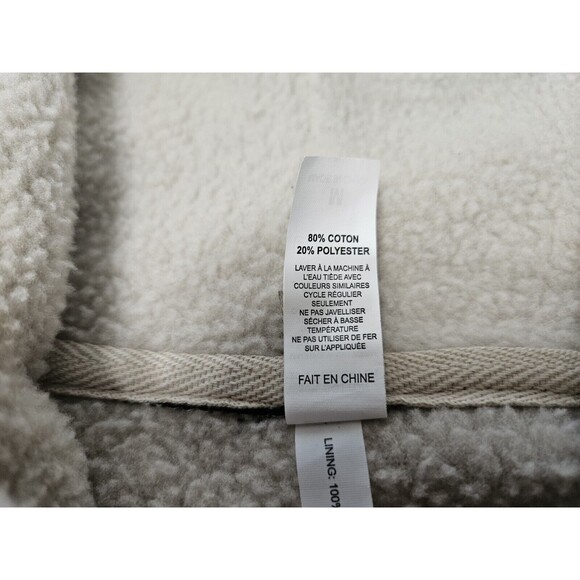 M
80% COTON
20% POLYESTER
LAVER À LA MACHINE À
L'EAU TIÈDE AVEC
COULEURS SIMILAIRES
CYCLE RÉGULIER
SEULEMENT
NE PAS JAVELLISER
SÉCHER À BASSE
TEMPÉRATURE
NE PAS UTILISER DE FER
SUR L'APPLIQUÉE
FAIT EN CHINE
LINING: 100%